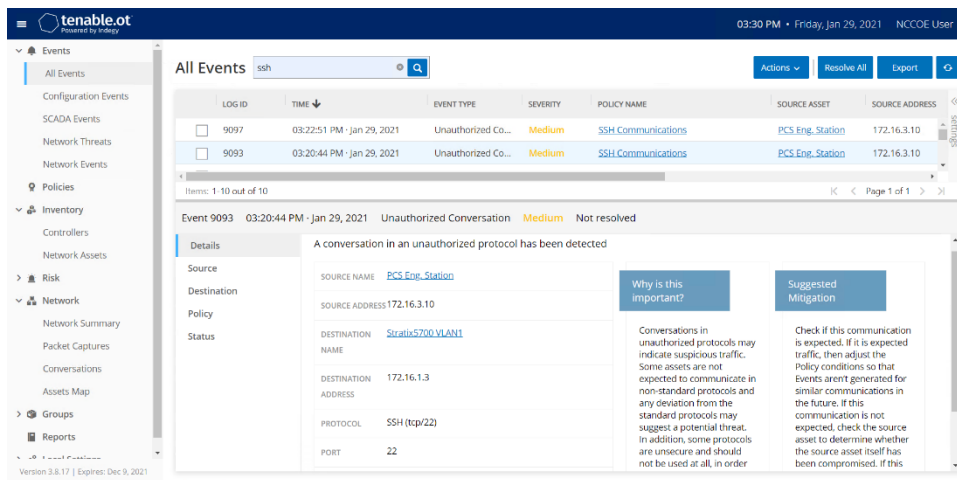 tenable.ot
Powered by Indegy
03:30 PM • Friday, Jan 29, 2021 NCCOE User
Events
All Events
Configuration Events
SCADA Events
Network Threats
Network Events
Policies
Inventory
Controllers
Network Assets
Risk
Network
Network Summary
Packet Captures
Conversations
Assets Map
Groups
Reports
Local Settings
Version 3.8.17 | Expires: Dec 9, 2021
All Events ssh
Actions Resolve All Export
LOG ID TIME EVENT TYPE SEVERITY POLICY NAME SOURCE ASSET SOURCE ADDRESS
9097 03:22:51 PM · Jan 29, 2021 Unauthorized Co... Medium SSH Communications PCS Eng. Station 172.16.3.10
9093 03:20:44 PM · Jan 29, 2021 Unauthorized Co... Medium SSH Communications PCS Eng. Station 172.16.3.10
settings
Items: 1-10 out of 10
Page 1 of 1
Event 9093 03:20:44 PM · Jan 29, 2021 Unauthorized Conversation Medium Not resolved
Details
Source
Destination
Policy
Status
A conversation in an unauthorized protocol has been detected
SOURCE NAME PCS Eng. Station
SOURCE ADDRESS 172.16.3.10
DESTINATION NAME Stratix5700 VLAN1
DESTINATION ADDRESS 172.16.1.3
PROTOCOL SSH (tcp/22)
PORT 22
Why is this
important?
Conversations in
unauthorized protocols may
indicate suspicious traffic.
Some assets are not
expected to communicate in
non-standard protocols and
any deviation from the
standard protocols may
suggest a potential threat.
In addition, some protocols
are unsecure and should
not be used at all, in order
Suggested
Mitigation
Check if this communication
is expected. If it is expected
traffic, then adjust the
Policy conditions so that
Events aren't generated for
similar communications in
the future. If this
communication is not
expected, check the source
asset to determine whether
the source asset itself has
been compromised. If this